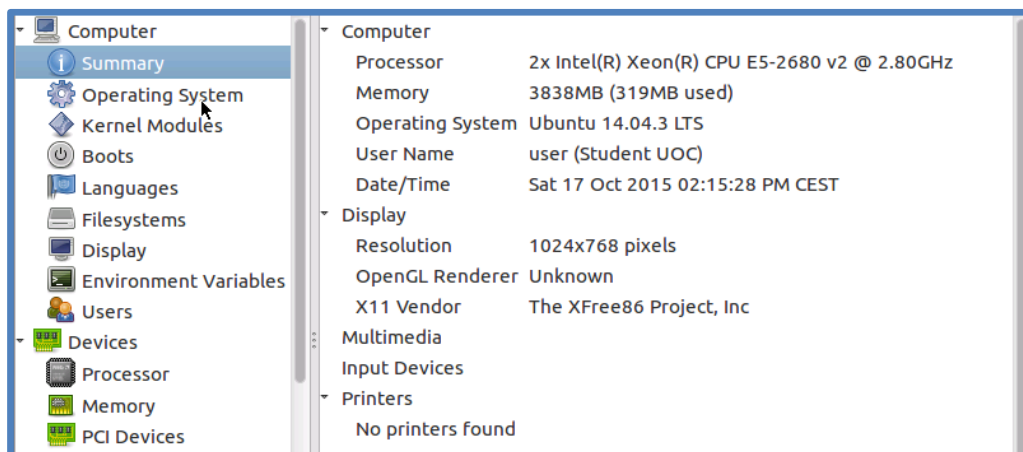 Computer
Summary
Operating System
Kernel Modules
Boots
Languages
Filesystems
Display
Environment Variables
Users
Devices
Processor
Memory
PCI Devices
Computer
Processor 2x Intel(R) Xeon(R) CPU E5-2680 v2 @ 2.80GHz
Memory 3838MB (319MB used)
Operating System Ubuntu 14.04.3 LTS
User Name user (Student UOC)
Date/Time Sat 17 Oct 2015 02:15:28 PM CEST
Display
Resolution 1024x768 pixels
OpenGL Renderer Unknown
X11 Vendor The XFree86 Project, Inc
Multimedia
Input Devices
Printers
No printers found